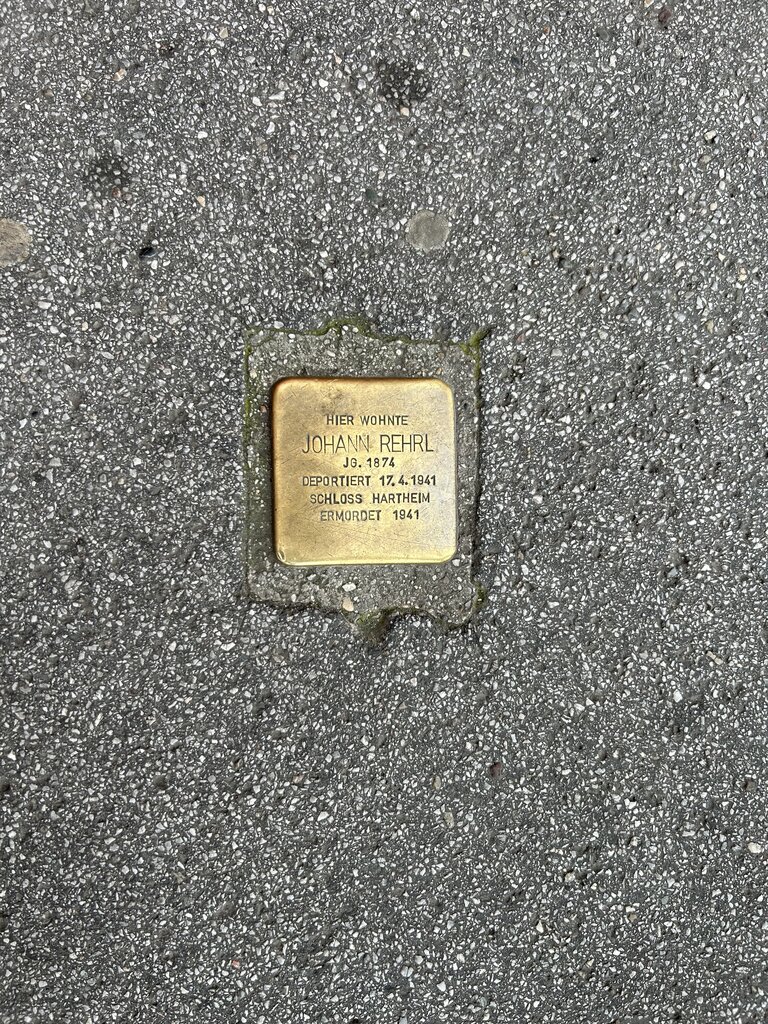 HIER WOHNTE
JOHANN REHRL
JG. 1874
DEPORTIERT 17.4.1941
SCHLOSS HARTHEIM
ERMORDET 1941